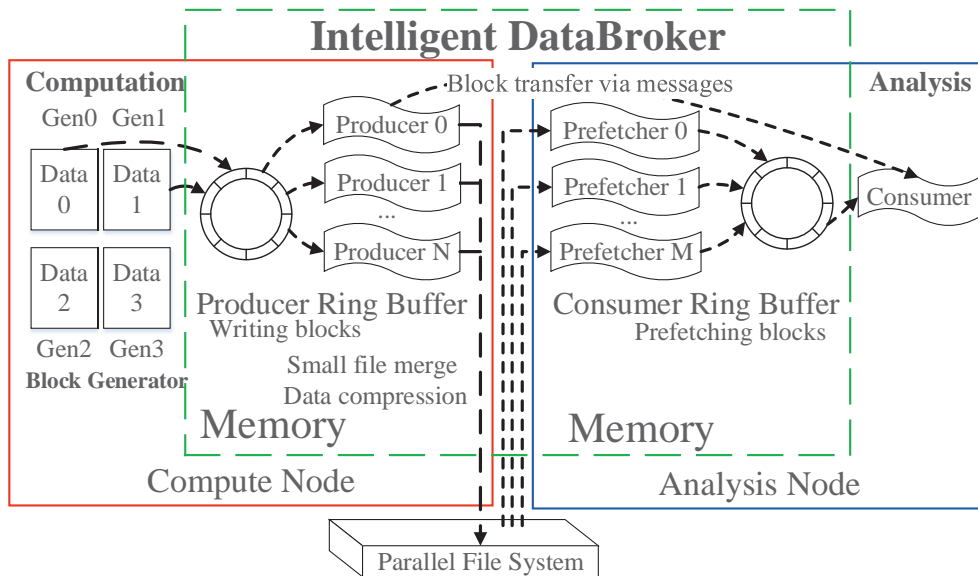 Intelligent DataBroker
Computation
Block transfer via messages
Analysis
Gen0 Gen1
Producer 0
Prefetcher 0
Data
0
Data
1
Producer 1
Prefetcher 1
Consumer
...
...
Producer N
Prefetcher M
Data
2
Data
3
Producer Ring Buffer
Consumer Ring Buffer
Writing blocks
Prefetching blocks
Gen2 Gen3
Small file merge
Block Generator
Data compression
Memory
Memory
Compute Node
Analysis Node
Parallel File System